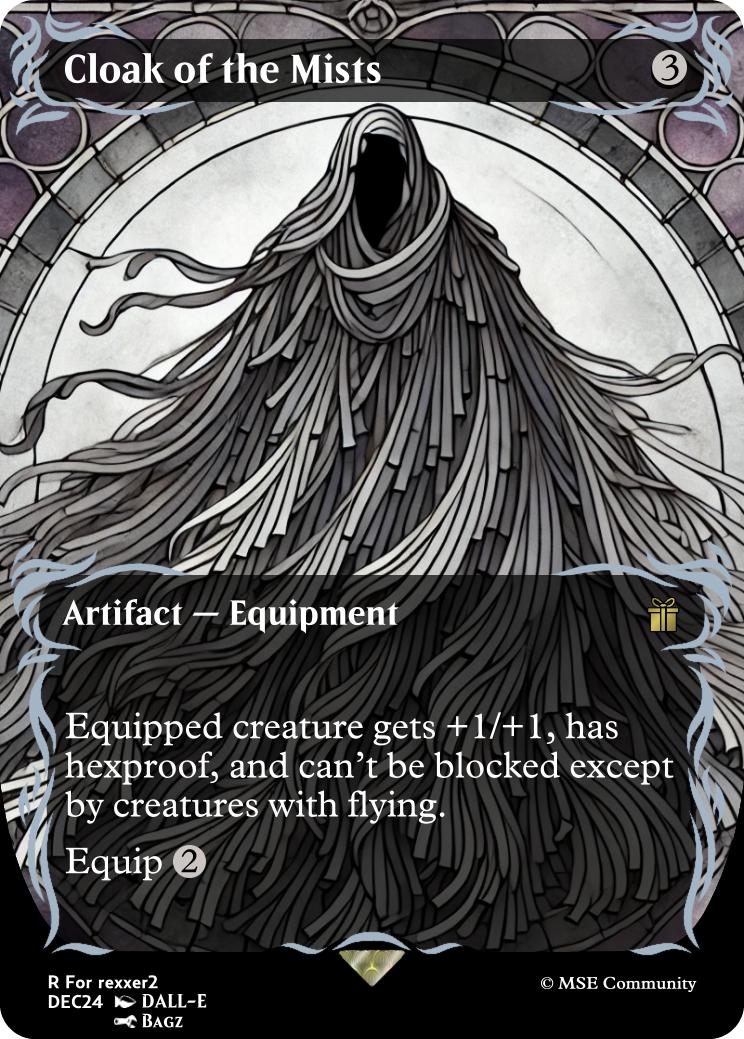 Cloak of the Mists 3
Artifact — Equipment
Equipped creature gets +1/+1, has
hexproof, and can't be blocked except
by creatures with flying.
Equip 2
R For rexxer2
DEC24 DALL-E
Bagz
© MSE Community